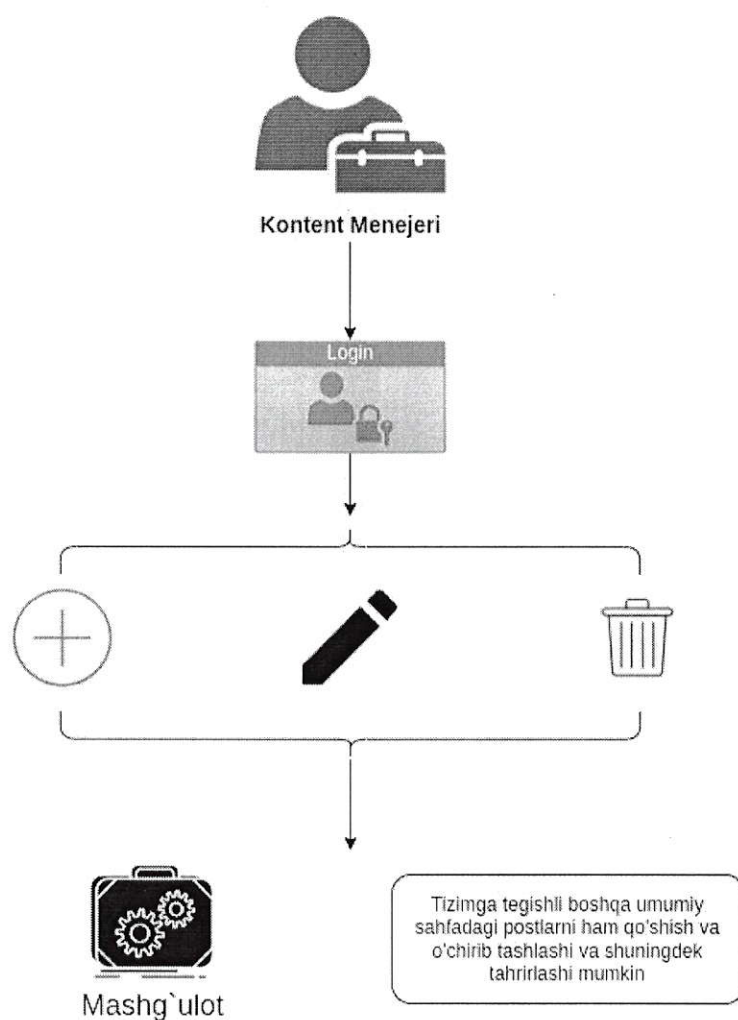 Kontent Menejeri
Login
Tizimga tegishli boshqa umumiy
sahfadagi postlarni ham qo'shish va
o'chirib tashlashi va shuningdek
tahrirlashi mumkin
Mashg`ulot